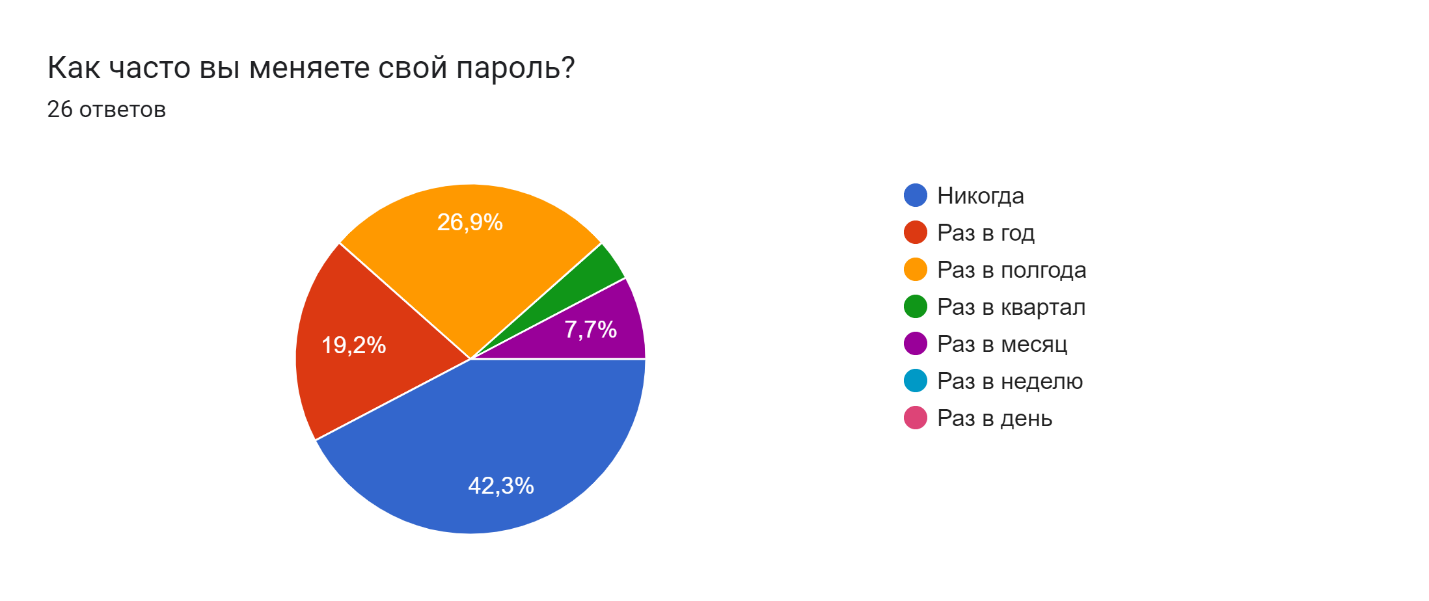 Как часто вы меняете свой пароль?
26 ответов
26,9%
19,2%
7,7%
42,3%
Никогда
Раз в год
Раз в полгода
Раз в квартал
Раз в месяц
Раз в неделю
Раз в день